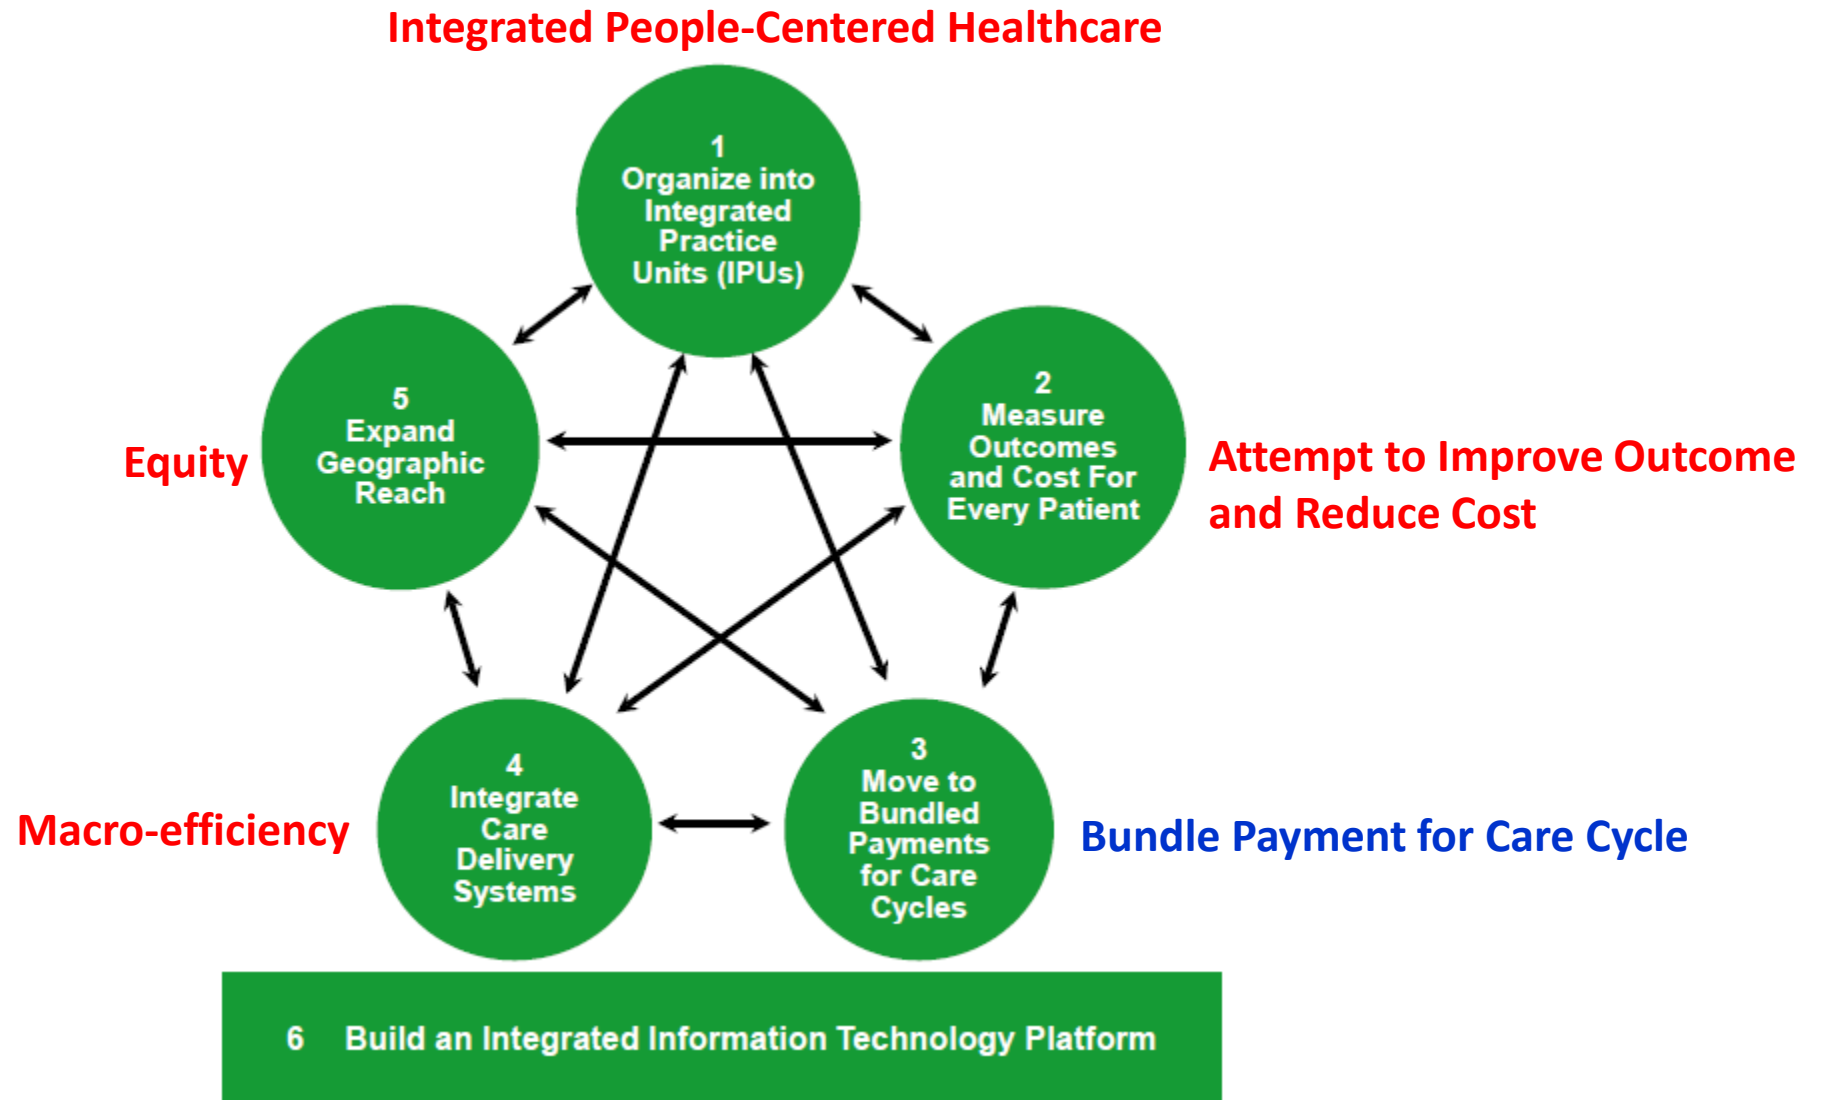 Integrated People-Centered Healthcare
1
Organize into
Integrated
Practice
Units (IPUs)
5
Expand
Geographic
Reach
Equity
2
Measure
Outcomes
and Cost For
Every Patient
Attempt to Improve Outcome
and Reduce Cost
4
Integrate
Care
Delivery
Systems
Macro-efficiency
3
Move to
Bundled
Payments
for Care
Cycles
Bundle Payment for Care Cycle
6 Build an Integrated Information Technology Platform